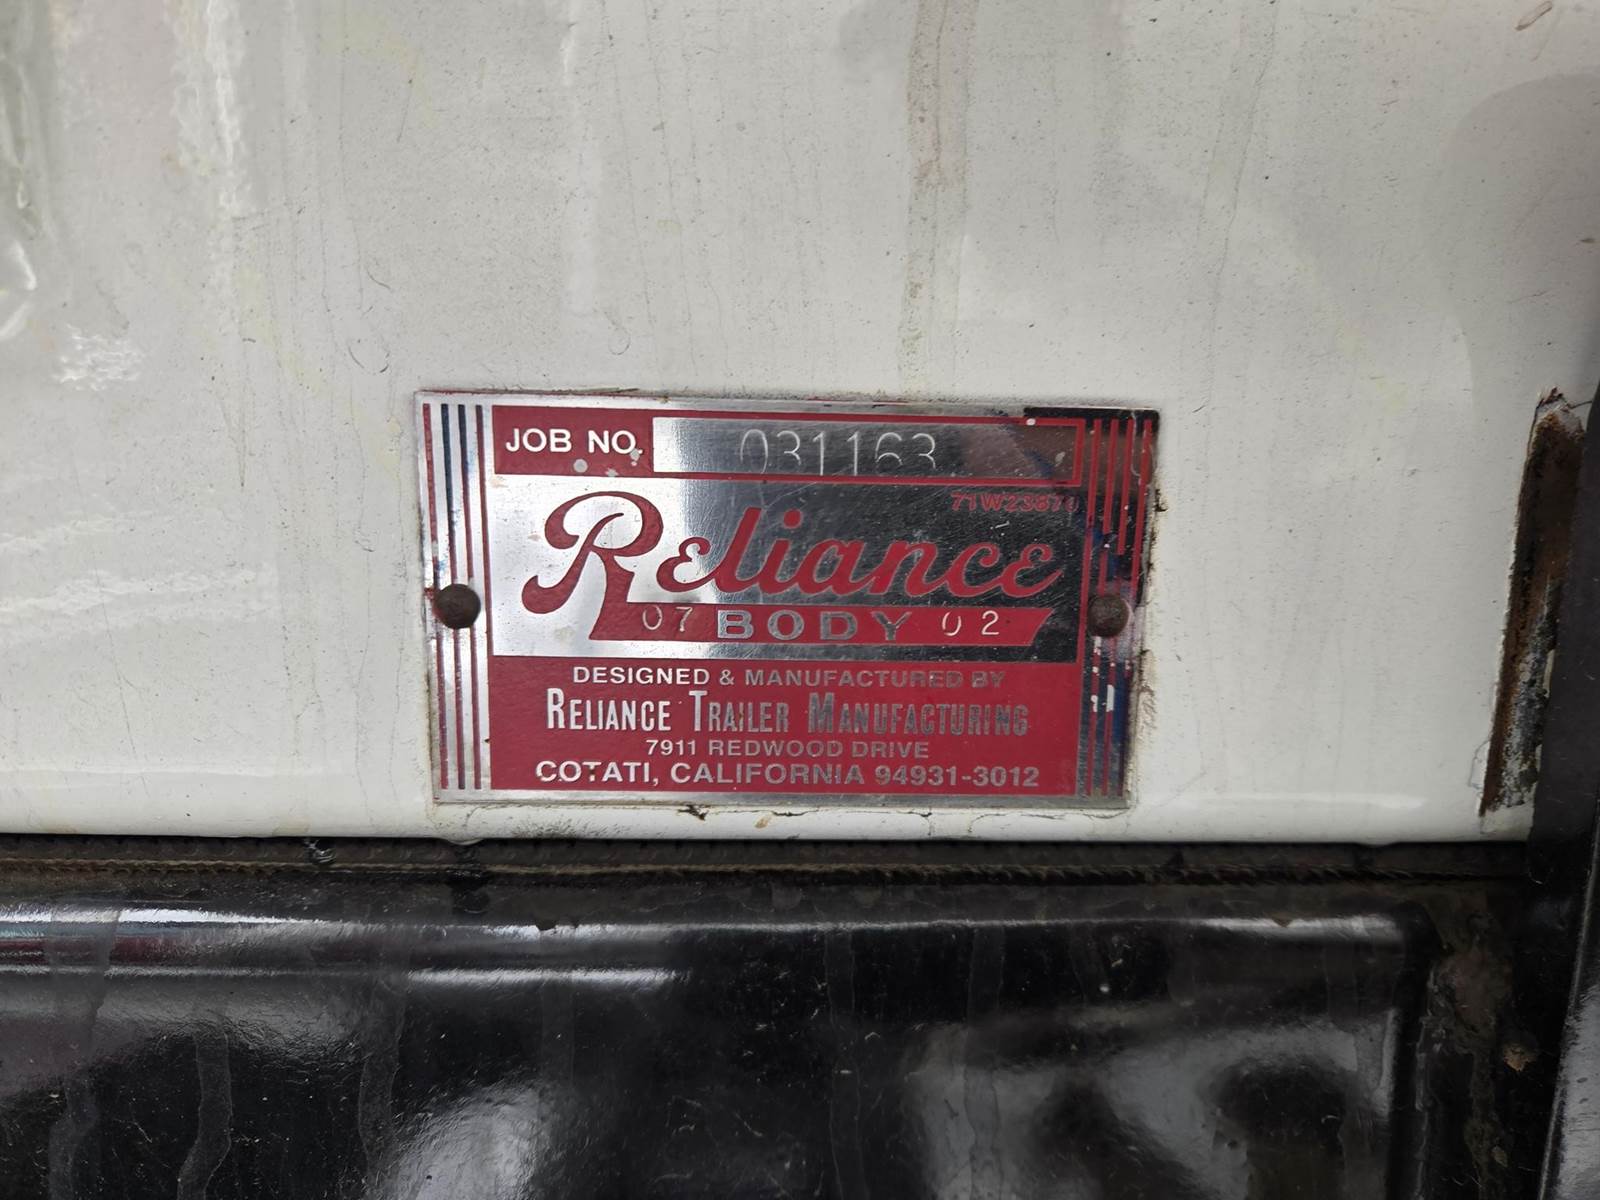 JOB NO. 031163
Reliance
07 BODY 02
DESIGNED & MANUFACTURED BY
RELIANCE TRAILER MANUFACTURING
7911 REDWOOD DRIVE
COTATI, CALIFORNIA 94931-3012